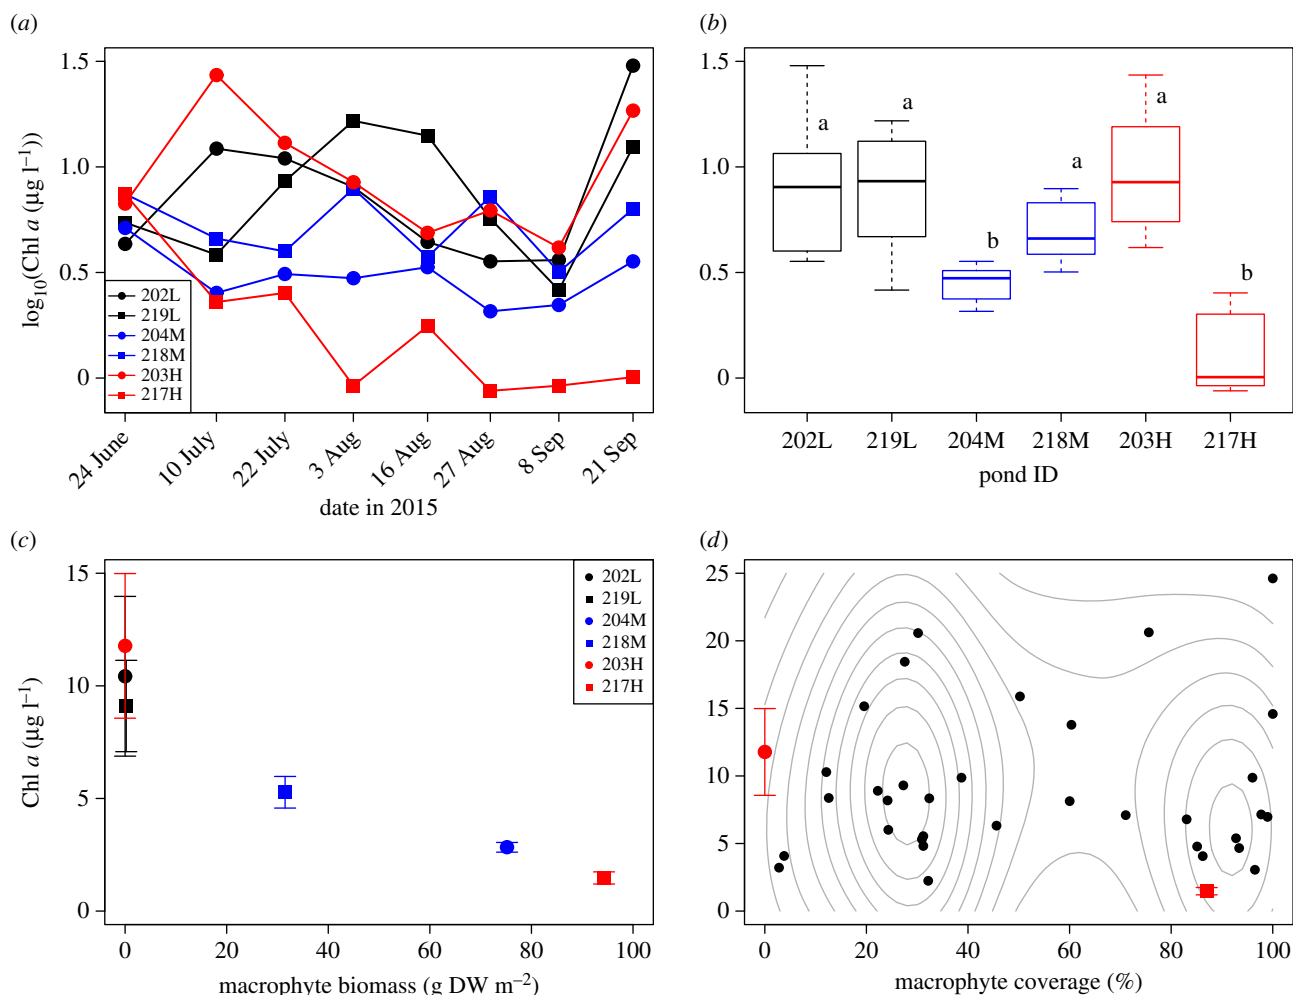 (a)
log10(Chl a (µg l–1))
1.5
1.0
0.5
0
202L
219L
204M
218M
203H
217H
24 June
10 July
22 July
3 Aug
16 Aug
27 Aug
8 Sep
21 Sep
date in 2015
(b)
1.5
1.0
0.5
0
a
a
b
a
a
b
202L
219L
204M
218M
203H
217H
pond ID
(c)
Chl a (µg l–1)
15
10
5
0
202L
219L
204M
218M
203H
217H
0
20
40
60
80
100
macrophyte biomass (g DW m–2)
(d)
25
20
15
10
5
0
0
20
40
60
80
100
macrophyte coverage (%)